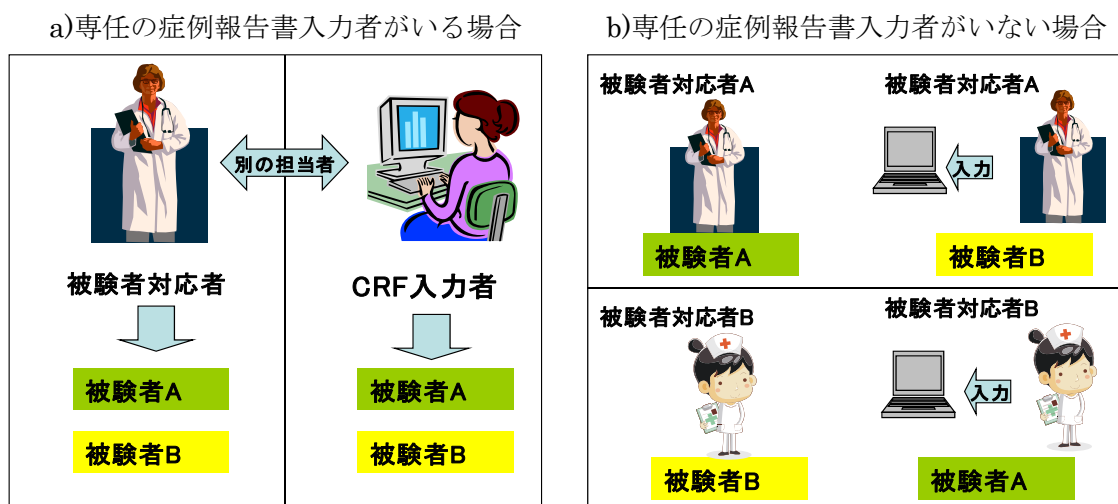 a)専任の症例報告書入力者がいる場合
別の担当者
被験者対応者
CRF入力者
被験者A
被験者A
被験者B
被験者B
b)専任の症例報告書入力者がいない場合
被験者対応者A
被験者対応者A
入力
被験者A
被験者B
被験者対応者B
被験者対応者B
入力
被験者B
被験者A